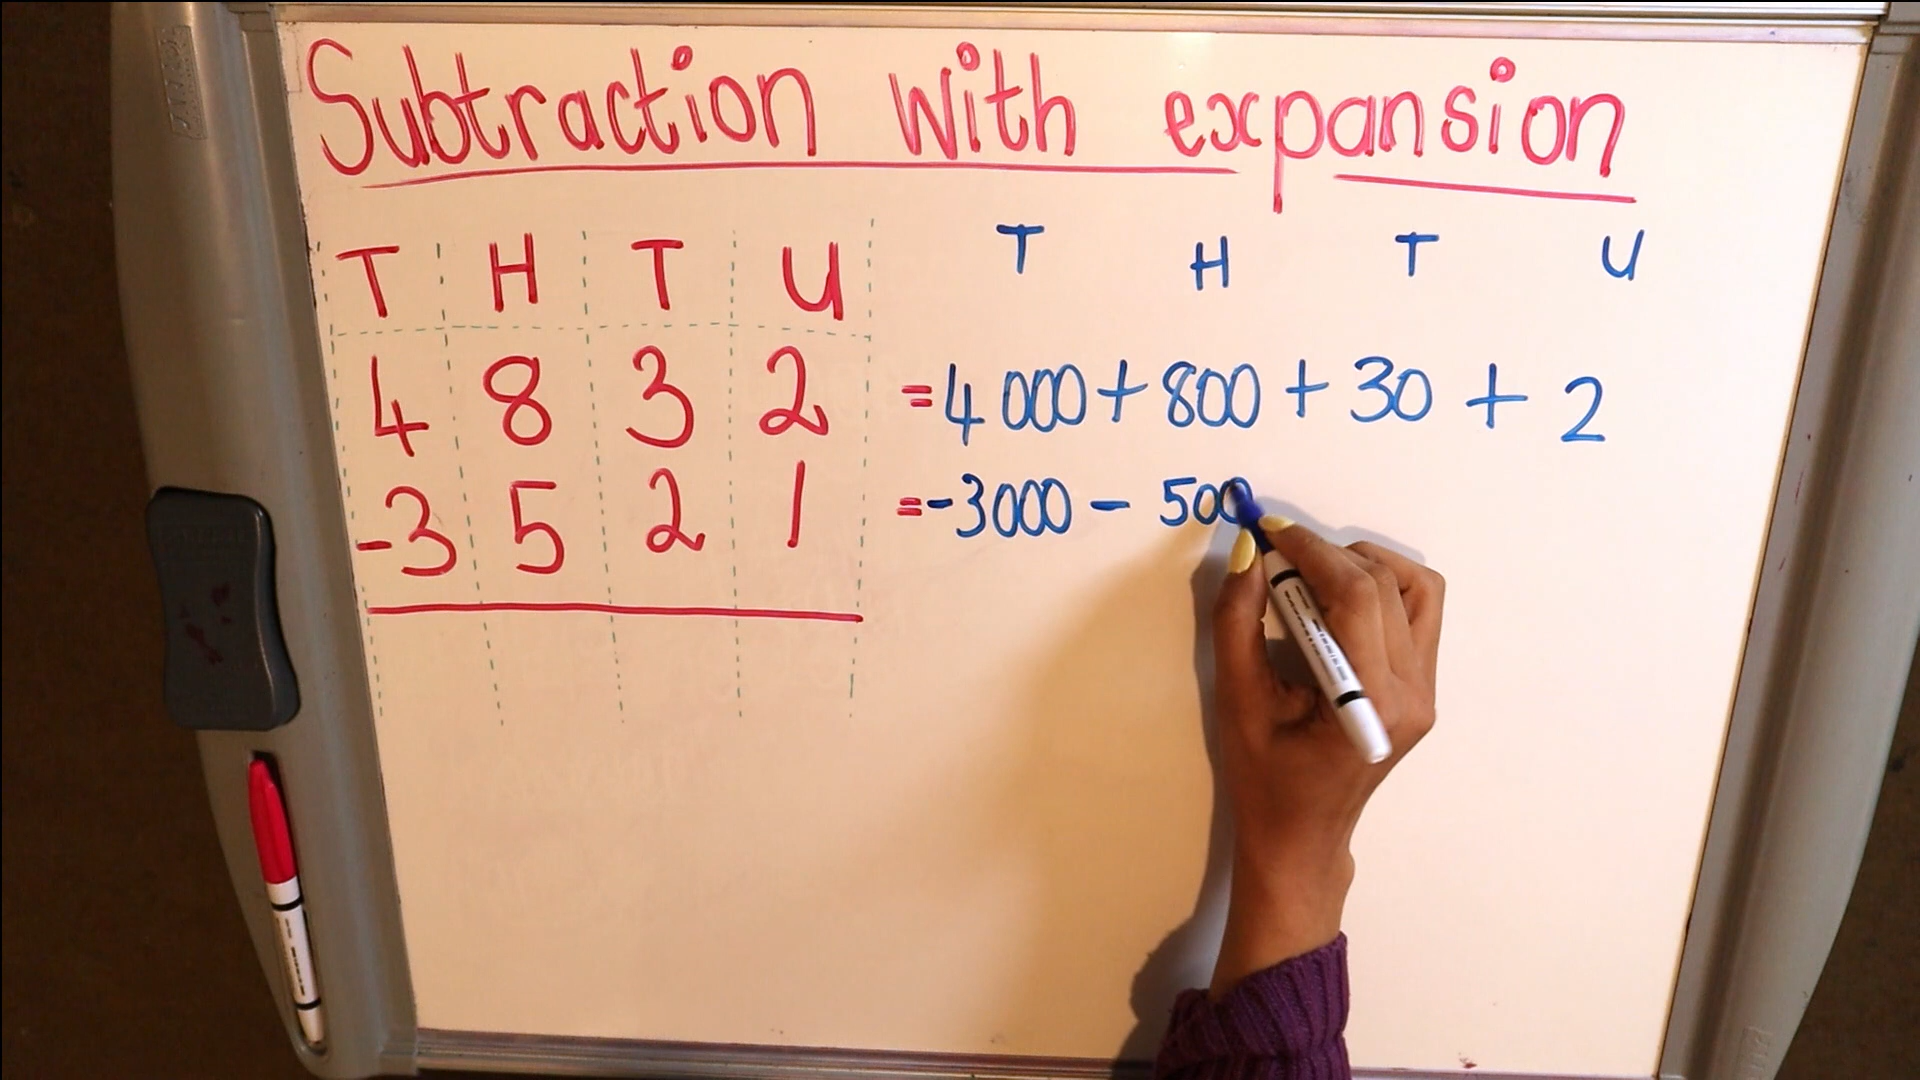 Subtraction with expansion
T H T U T H T U
4 8 3 2 = 4 000 + 800 + 30 + 2
-3 5 2 1 = -3000 - 500